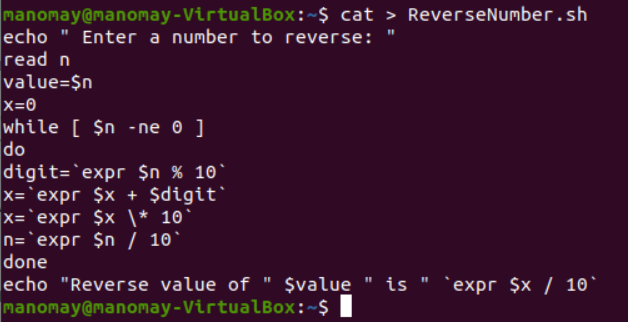 manomay@manomay-VirtualBox:~$ cat > ReverseNumber.sh
echo " Enter a number to reverse: "
read n
value=$n
x=0
while [ $n -ne 0 ]
do
digit=`expr $n % 10`
x=`expr $x + $digit`
x=`expr $x \* 10`
n=`expr $n / 10`
done
echo "Reverse value of " $value " is " `expr $x / 10`
manomay@manomay-VirtualBox:~$